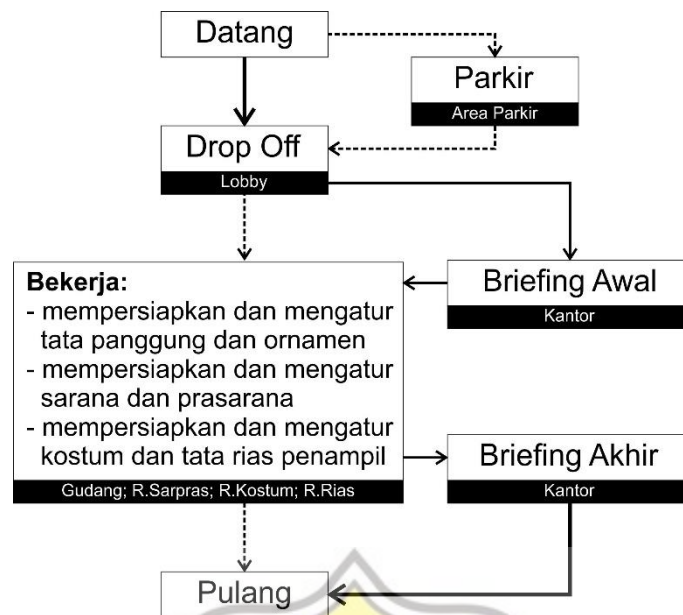 Datang
Parkir
Area Parkir
Drop Off
Lobby
Bekerja:
- mempersiapkan dan mengatur
tata panggung dan ornamen
- mempersiapkan dan mengatur
sarana dan prasarana
- mempersiapkan dan mengatur
kostum dan tata rias penampil
Gudang; R.Sarpras; R.Kostum; R.Rias
Briefing Awal
Kantor
Briefing Akhir
Kantor
Pulang